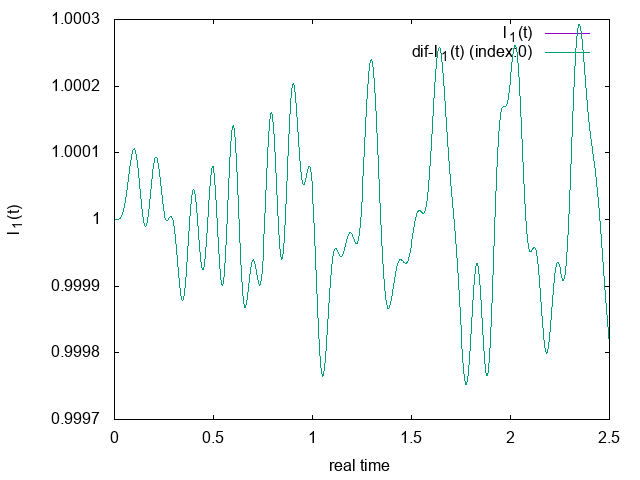 1.0003
I₁(t)
dif-I₁(t) (index 0)
1.0002
1.0001
1
I₁(t)
0.9999
0.9998
0.9997
0 0.5 1 1.5 2 2.5
real time